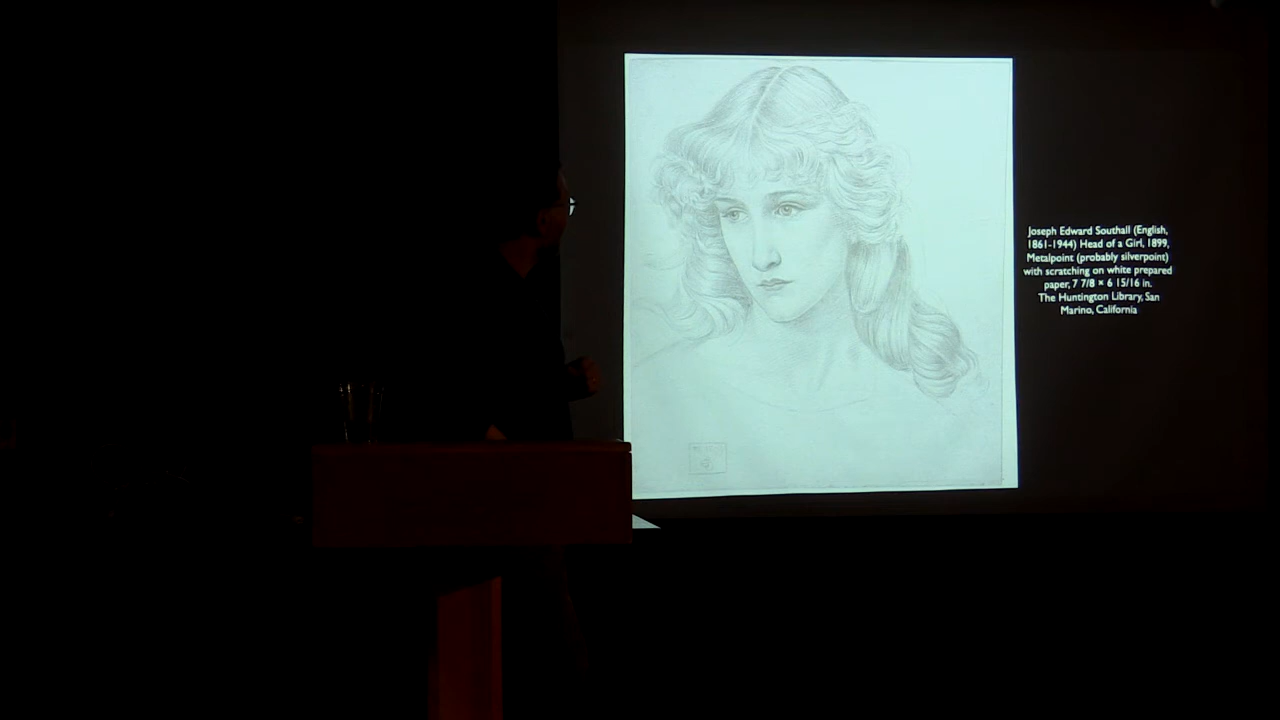 Joseph Edward Southall (English,
1861-1944) Head of a Girl, 1899,
Metalpoint (probably silverpoint)
with scratching on white prepared
paper, 7 7/8 × 6 15/16 in.
The Huntington Library, San
Marino, California